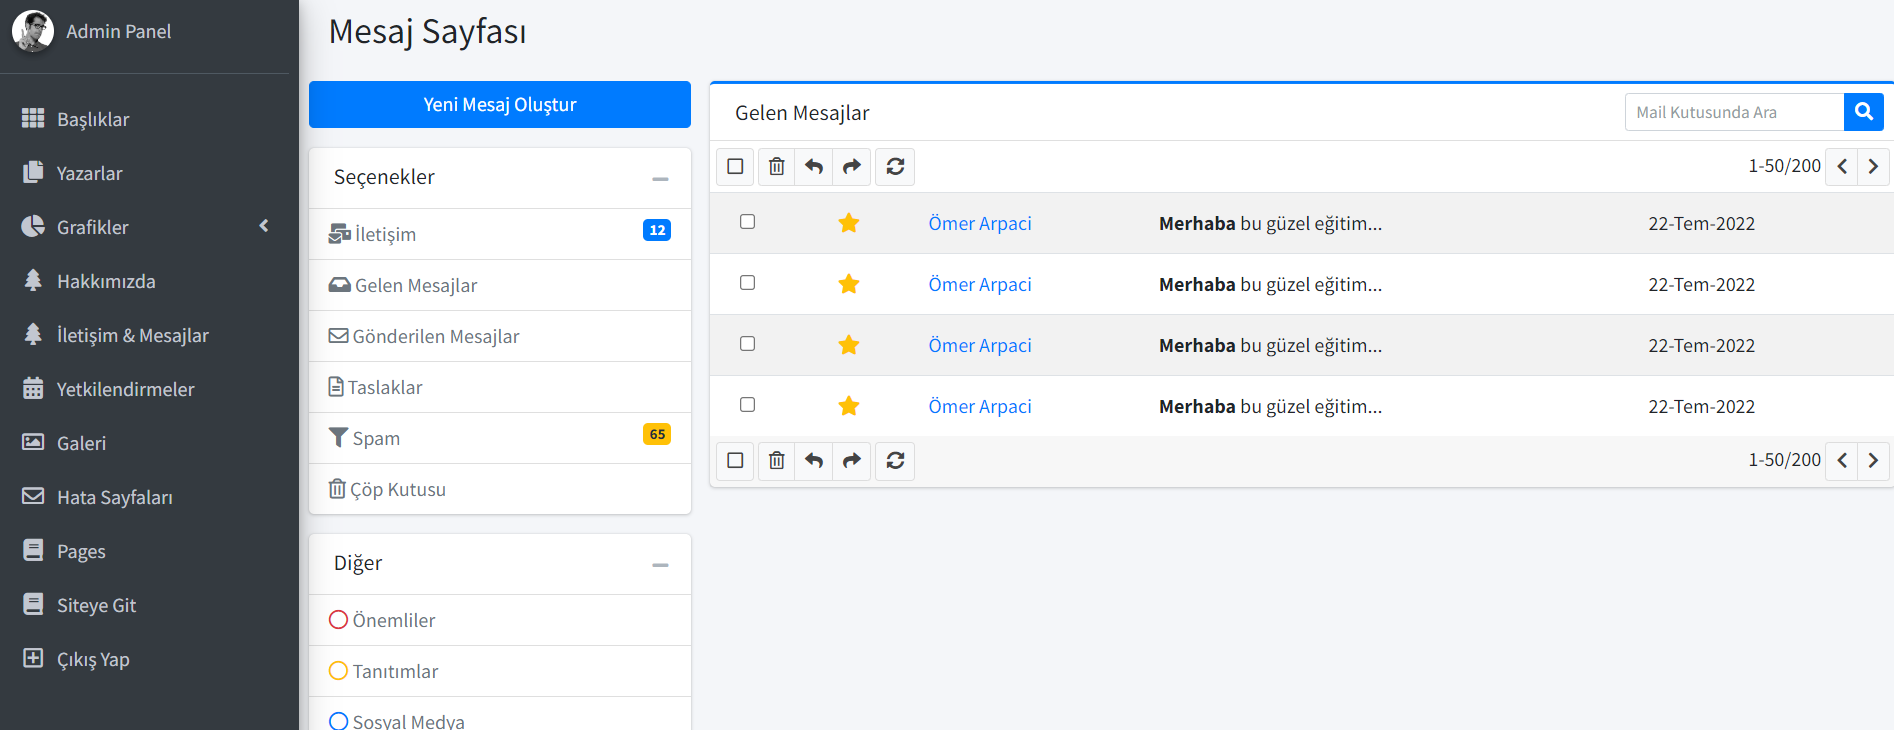 Admin Panel
Başlıklar
Yazarlar
Grafikler
Hakkımızda
İletişim & Mesajlar
Yetkilendirmeler
Galeri
Hata Sayfaları
Pages
Siteye Git
Çıkış Yap
Mesaj Sayfası
Yeni Mesaj Oluştur
Seçenekler
İletişim 12
Gelen Mesajlar
Gönderilen Mesajlar
Taslaklar
Spam 65
Çöp Kutusu
Diğer
Önemliler
Tanıtımlar
Sosyal Medya
Gelen Mesajlar
Mail Kutusunda Ara
1-50/200
Ömer Arpaci Merhaba bu güzel eğitim... 22-Tem-2022
Ömer Arpaci Merhaba bu güzel eğitim... 22-Tem-2022
Ömer Arpaci Merhaba bu güzel eğitim... 22-Tem-2022
Ömer Arpaci Merhaba bu güzel eğitim... 22-Tem-2022
1-50/200